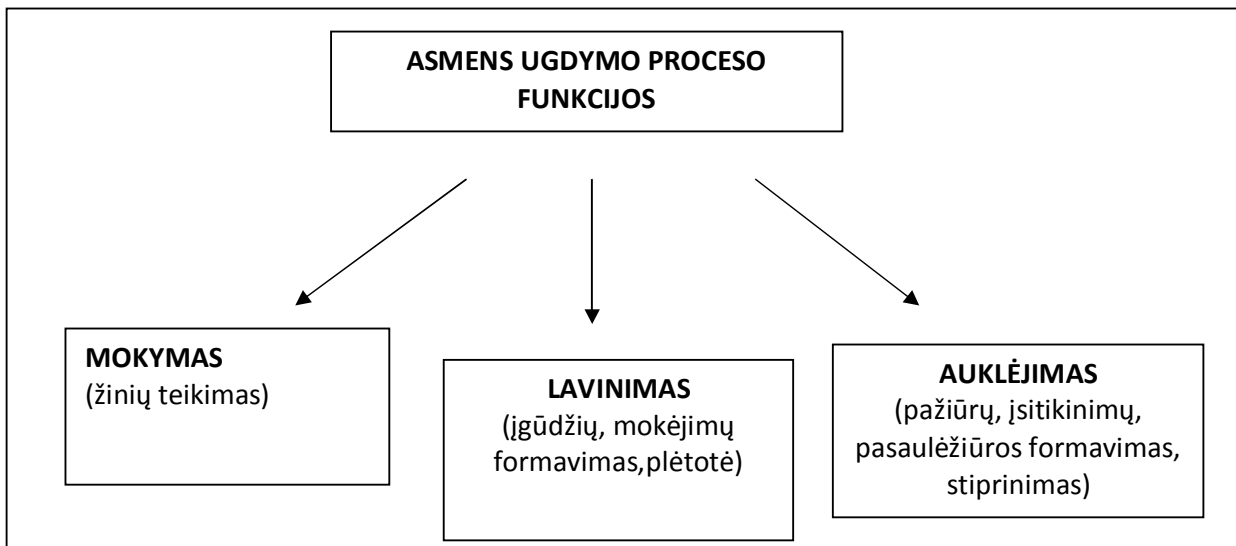 ASMENS UGDYMO PROCESO
FUNKCIJOS
MOKYMAS
(žinių teikimas)
LAVINIMAS
(įgūdžių, mokėjimų
formavimas,plėtotė)
AUKLĖJIMAS
(pažiūrų, įsitikinimų,
pasaulėžiūros formavimas,
stiprinimas)